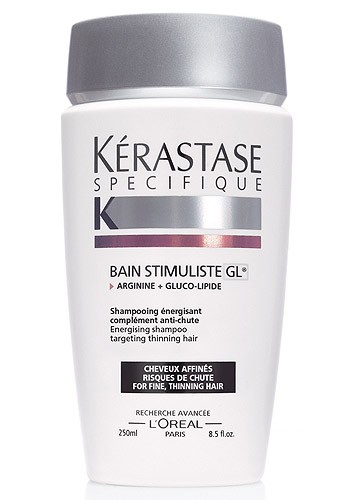 KÉRASTASE
SPECIFIQUE
K
BAIN STIMULISTE GL®
ARGININE + GLUCO-LIPIDE
Shampooing énergisant
complément anti-chute
Energising shampoo
targeting thinning hair
CHEVEUX AFFINÉS
RISQUES DE CHUTE
FOR FINE, THINNING HAIR
RECHERCHE AVANCÉE
L'ORÉAL
250ml PARIS 8.5 fl.oz.